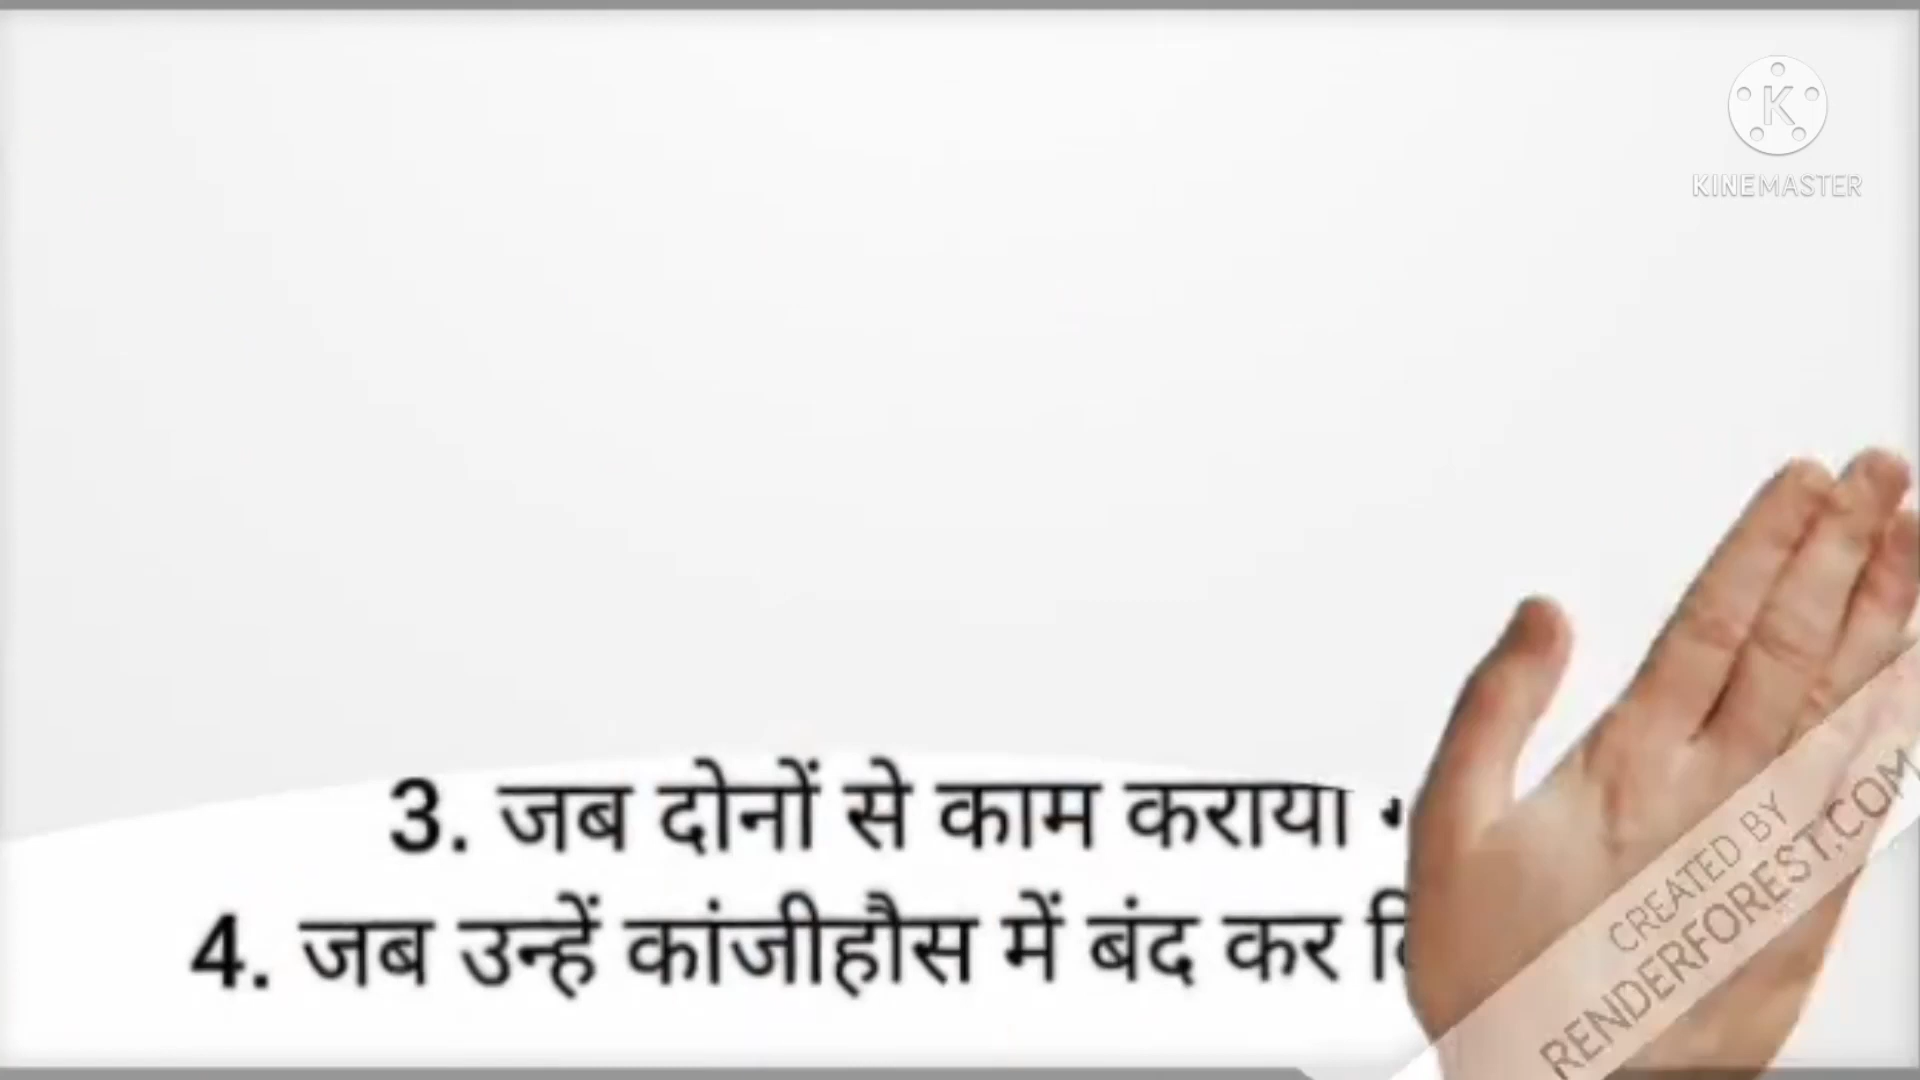 K
KINEMASTER
3. जब दोनों से काम कराया
4. जब उन्हें कांजीहौस में बंद कर
CREATED BY
RENDERFOREST.COM